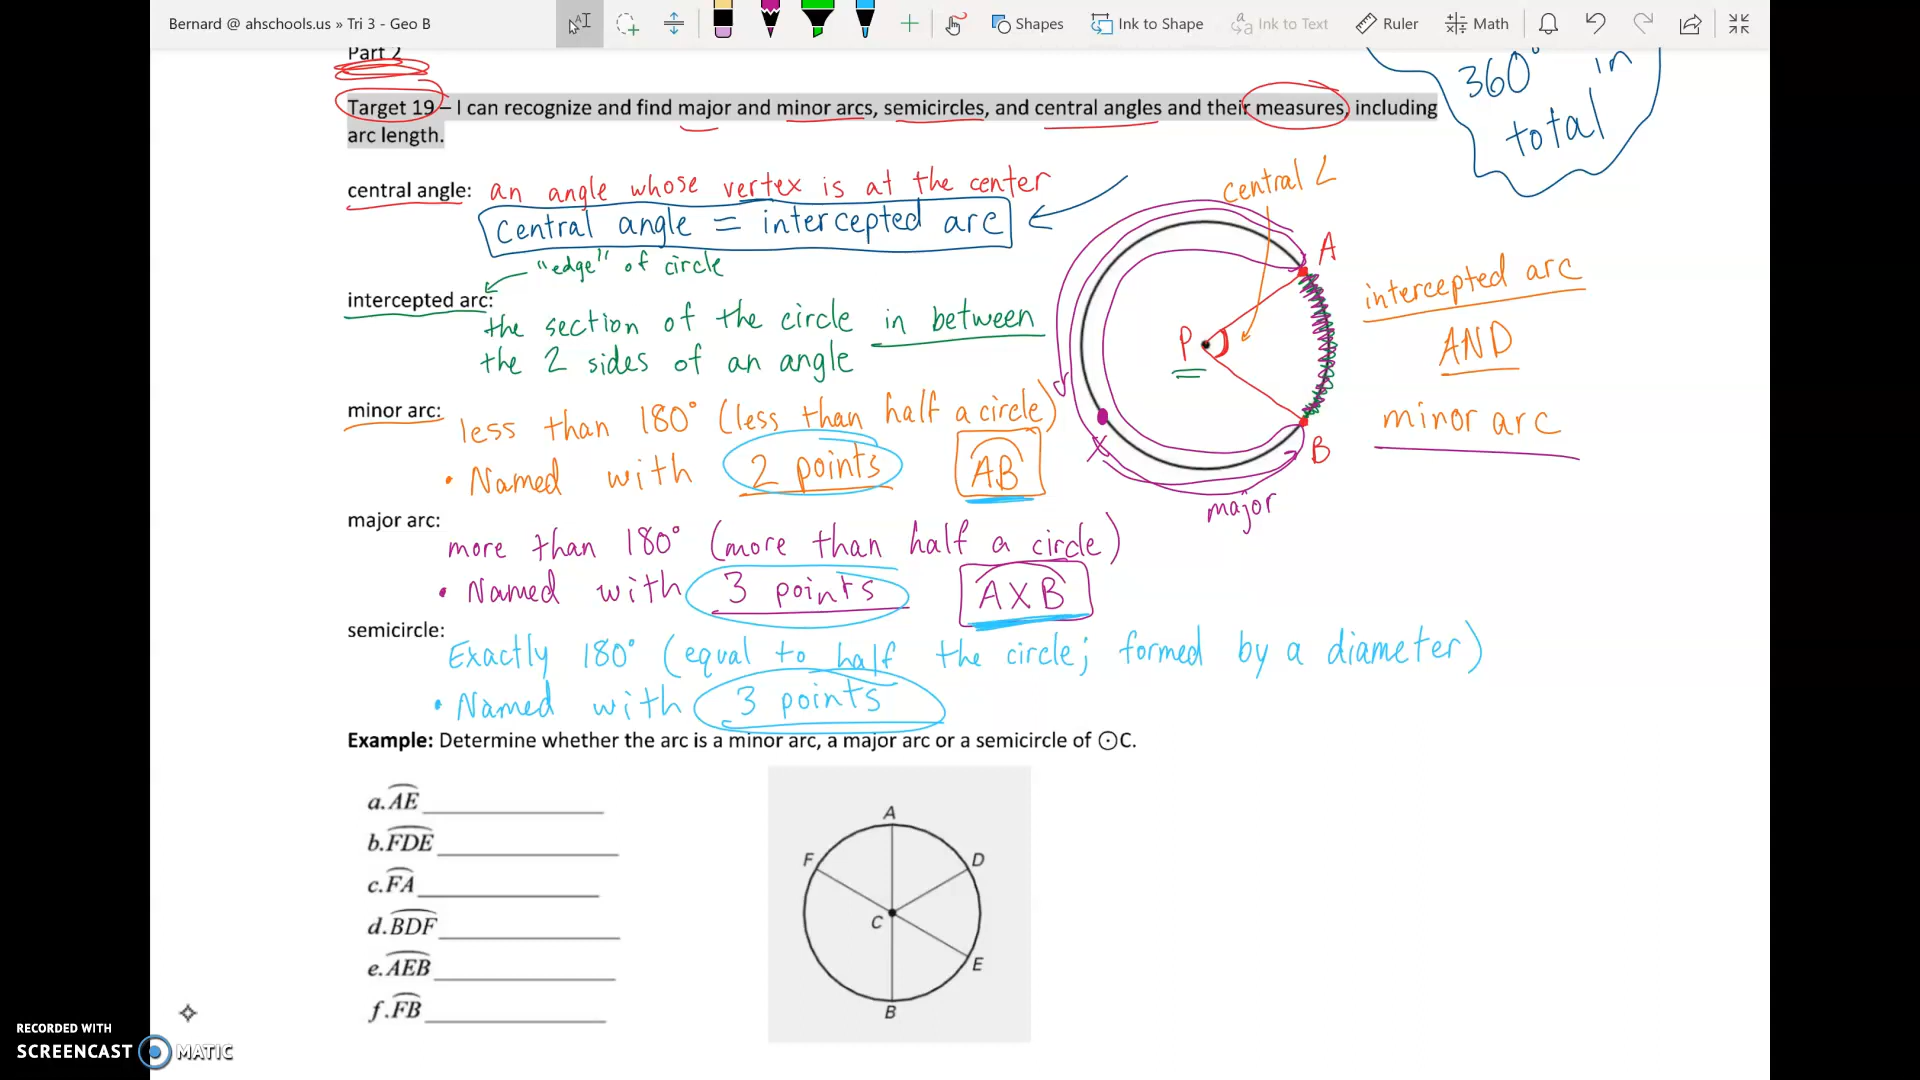 Bernard @ ahschools.us » Tri 3 - Geo B
Shapes
Ink to Shape
Ink to Text
Ruler
Math
Part 2
360° in
total
Target 19 – I can recognize and find major and minor arcs, semicircles, and central angles and their measures, including
arc length.
central angle: an angle whose vertex is at the center
central angle = intercepted arc
"edge" of circle
intercepted arc:
the section of the circle in between
the 2 sides of an angle
central ∠
A
P
B
X
major
intercepted arc
AND
minor arc
minor arc: less than 180° (less than half a circle)
• Named with 2 points AB
major arc:
more than 180° (more than half a circle)
• Named with 3 points AXB
semicircle:
Exactly 180° (equal to half the circle; formed by a diameter)
• Named with 3 points
Example: Determine whether the arc is a minor arc, a major arc or a semicircle of ⊙C.
a. AE
b. FDE
c. FA
d. BDF
e. AEB
f. FB
A
F
D
C
E
B
RECORDED WITH
SCREENCAST MATIC